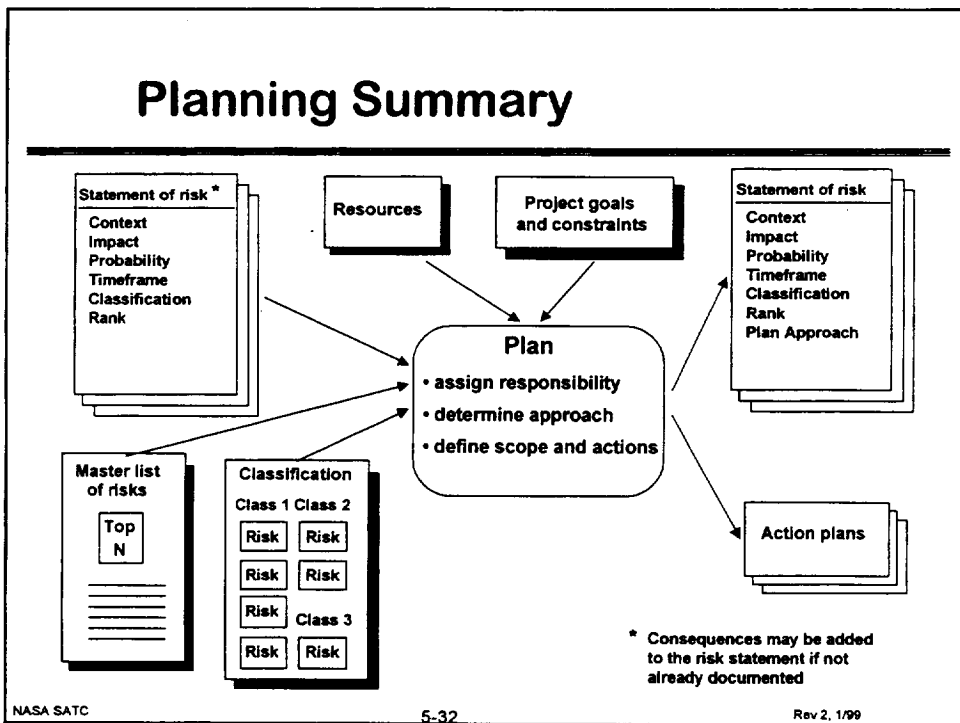 Planning Summary
Statement of risk *
Context
Impact
Probability
Timeframe
Classification
Rank
Resources
Project goals
and constraints
Statement of risk
Context
Impact
Probability
Timeframe
Classification
Rank
Plan Approach
Plan
• assign responsibility
• determine approach
• define scope and actions
Master list
of risks
Top
N
Classification
Class 1 Class 2
Risk Risk
Risk Risk
Risk Class 3
Risk Risk
Action plans
* Consequences may be added
to the risk statement if not
already documented
NASA SATC 5-32 Rev 2, 1/99